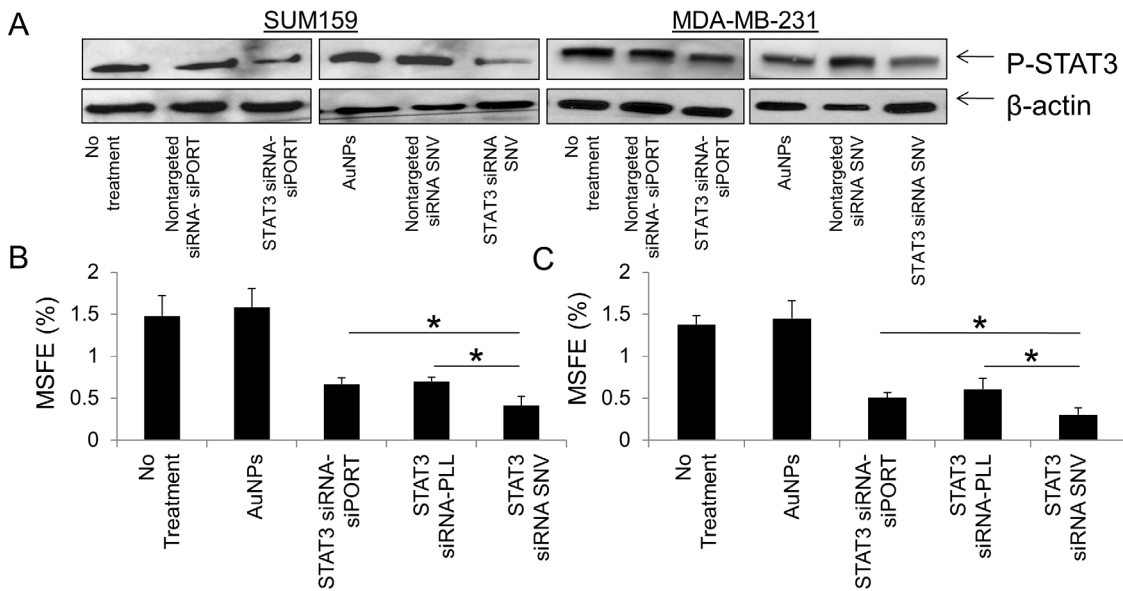 A
SUM159
MDA-MB-231
P-STAT3
β-actin
No
treatment
Nontargeted
siRNA- siPORT
STAT3 siRNA-
siPORT
AuNPs
Nontargeted
siRNA SNV
STAT3 siRNA
SNV
No
treatment
Nontargeted
siRNA- siPORT
STAT3 siRNA-
siPORT
AuNPs
Nontargeted
siRNA SNV
STAT3 siRNA SNV
B
MSFE (%)
2
1.5
1
0.5
0
*
*
No
Treatment
AuNPs
STAT3 siRNA-
siPORT
STAT3
siRNA-PLL
STAT3
siRNA SNV
C
MSFE (%)
2
1.5
1
0.5
0
*
*
No
Treatment
AuNPs
STAT3 siRNA-
siPORT
STAT3
siRNA-PLL
STAT3
siRNA SNV